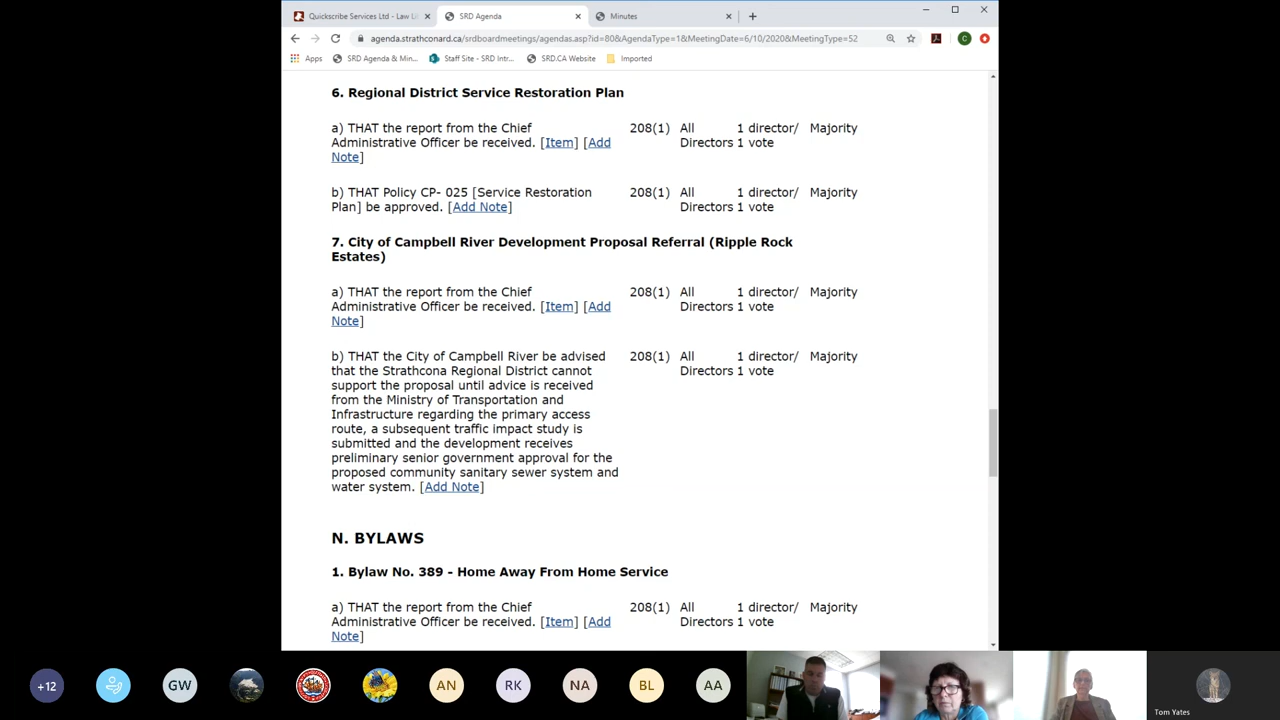 Quickscribe Services Ltd - Law Li
SRD Agenda
Minutes
agenda.strathconard.ca/srdboardmeetings/agendas.asp?id=80&AgendaType=1&MeetingDate=6/10/2020&MeetingType=52
Apps
SRD Agenda & Min...
Staff Site - SRD Intr...
SRD.CA Website
Imported
6. Regional District Service Restoration Plan
a) THAT the report from the Chief 208(1) All 1 director/ Majority
Administrative Officer be received. [Item] [Add Directors 1 vote
Note]
b) THAT Policy CP- 025 [Service Restoration 208(1) All 1 director/ Majority
Plan] be approved. [Add Note] Directors 1 vote
7. City of Campbell River Development Proposal Referral (Ripple Rock
Estates)
a) THAT the report from the Chief 208(1) All 1 director/ Majority
Administrative Officer be received. [Item] [Add Directors 1 vote
Note]
b) THAT the City of Campbell River be advised 208(1) All 1 director/ Majority
that the Strathcona Regional District cannot Directors 1 vote
support the proposal until advice is received
from the Ministry of Transportation and
Infrastructure regarding the primary access
route, a subsequent traffic impact study is
submitted and the development receives
preliminary senior government approval for the
proposed community sanitary sewer system and
water system. [Add Note]
N. BYLAWS
1. Bylaw No. 389 - Home Away From Home Service
a) THAT the report from the Chief 208(1) All 1 director/ Majority
Administrative Officer be received. [Item] [Add Directors 1 vote
Note]
+12
GW
AN
RK
NA
BL
AA
Tom Yates
C